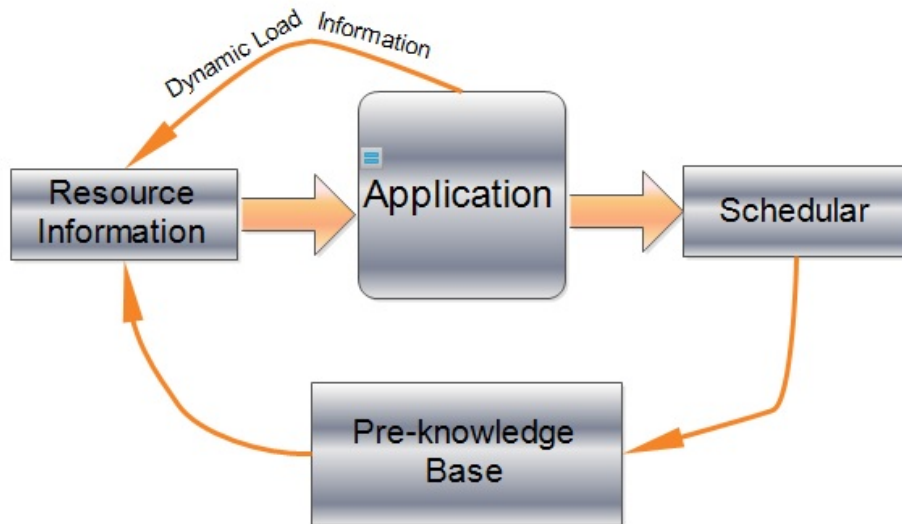 Dynamic Load Information
Resource
Information
Application
Schedular
Pre-knowledge
Base